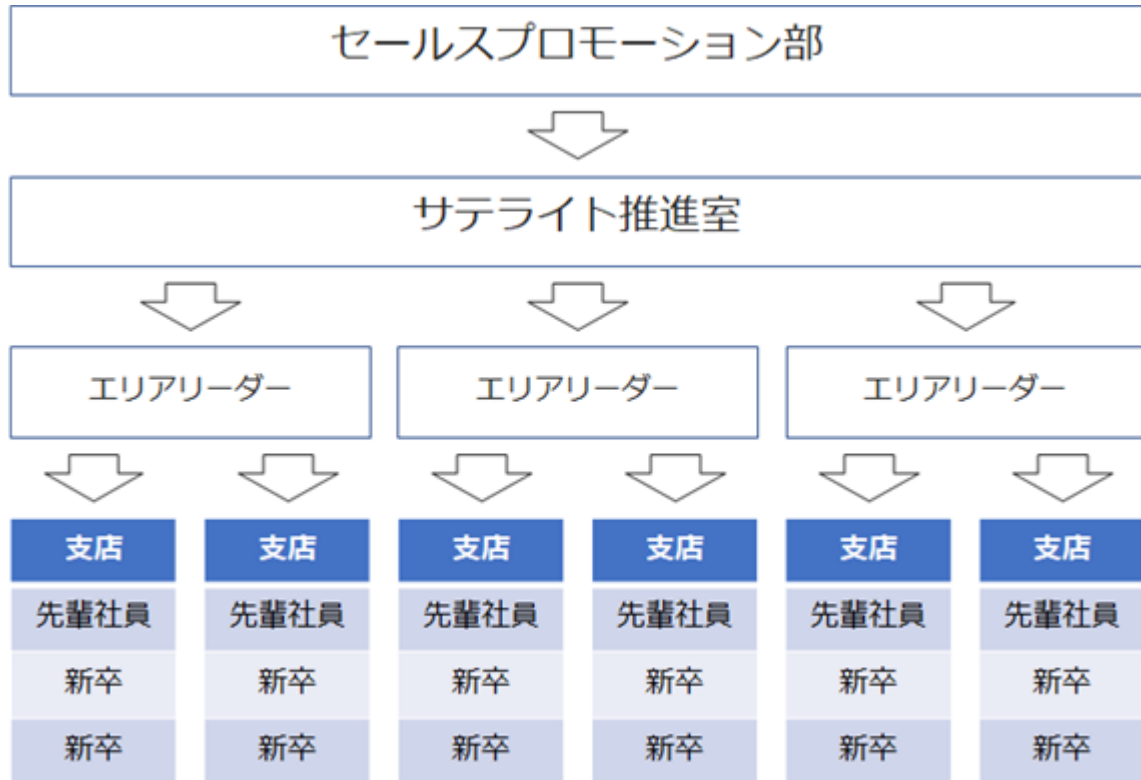 セールスプロモーション部
サテライト推進室
エリアリーダー エリアリーダー エリアリーダー
支店 支店 支店 支店 支店 支店
先輩社員 先輩社員 先輩社員 先輩社員 先輩社員 先輩社員
新卒 新卒 新卒 新卒 新卒 新卒
新卒 新卒 新卒 新卒 新卒 新卒